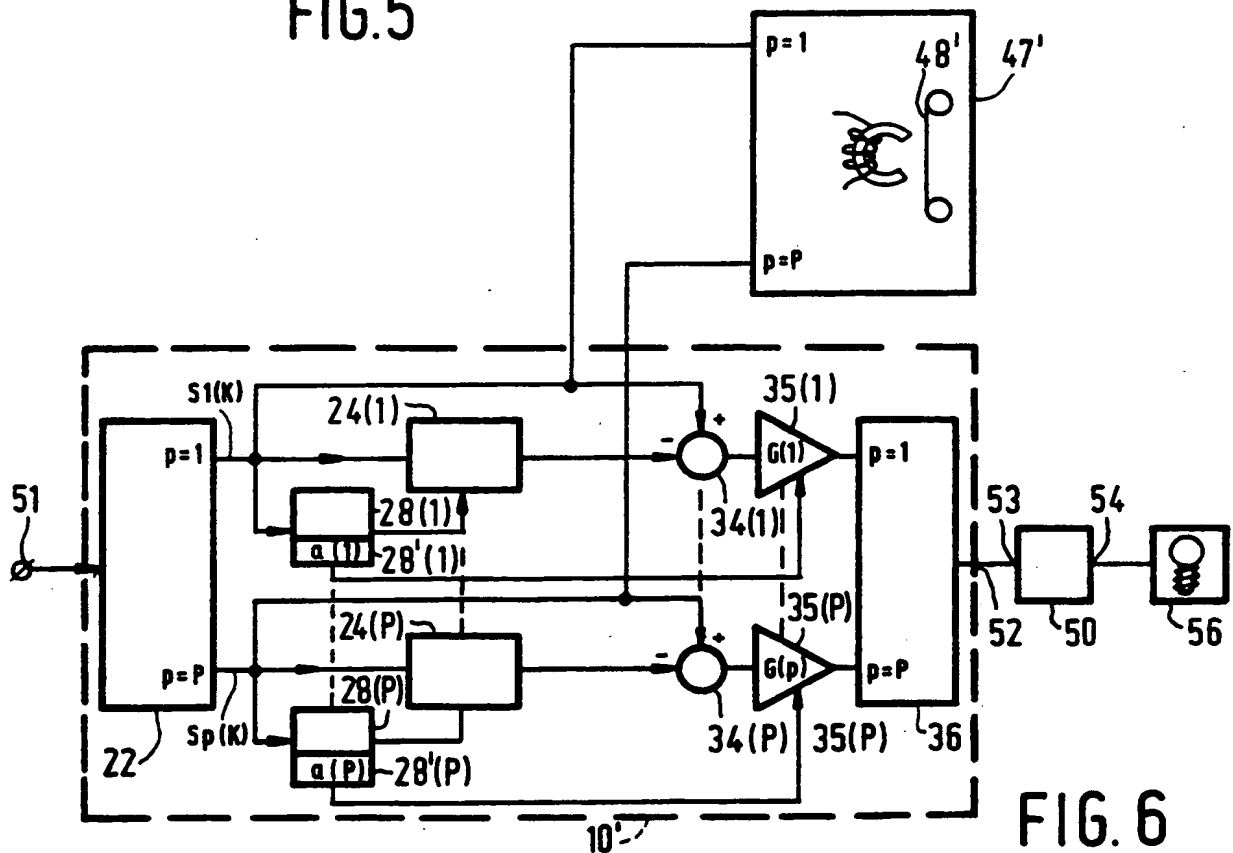 FIG.5
p=1
48'
47'
p=P
S1(K)
24(1)
35(1)
p=1
+
-
G(1)
p=1
51
28(1)
34(1)
53
54
a(1)
28'(1)
24(P)
35(P)
52
50
56
+
-
p=P
28(P)
G(p)
p=P
Sp(K)
34(P)
35(P)
36
22
a(P)
28'(P)
10'
FIG. 6